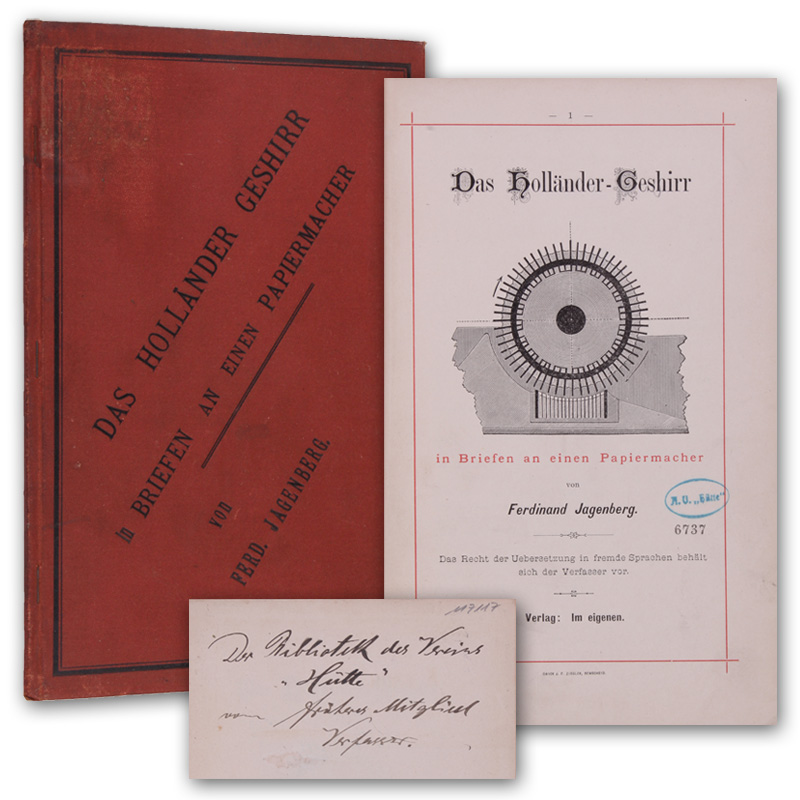 DAS HOLLÄNDER GESHIRR
in BRIEFEN AN EINEN PAPIERMACHER
von
FERD. JAGENBERG.
— 1 —
Das Holländer-Geshirr
in Briefen an einen Papiermacher
von
Ferdinand Jagenberg.
A.V. „Hütte"
6737
Das Recht der Uebersetzung in fremde Sprachen behält
sich der Verfasser vor.
Verlag: Im eigenen.
117117
Der Bibliothek des Vereins
„Hütte"
vom früheren Mitglied
Verfasser.